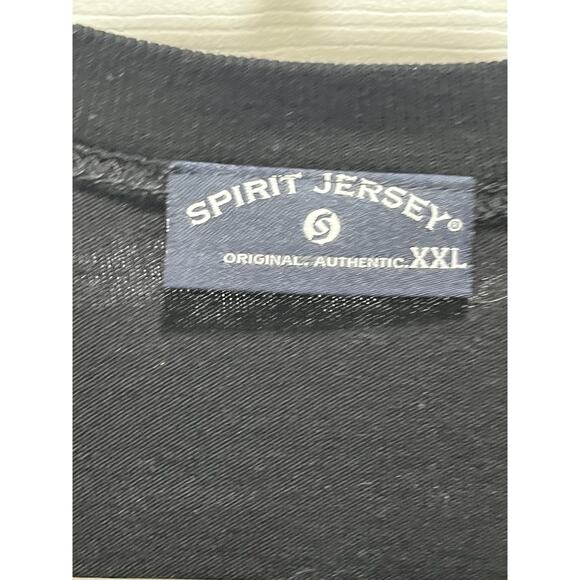 SPIRIT JERSEY®
ORIGINAL. AUTHENTIC. XXL